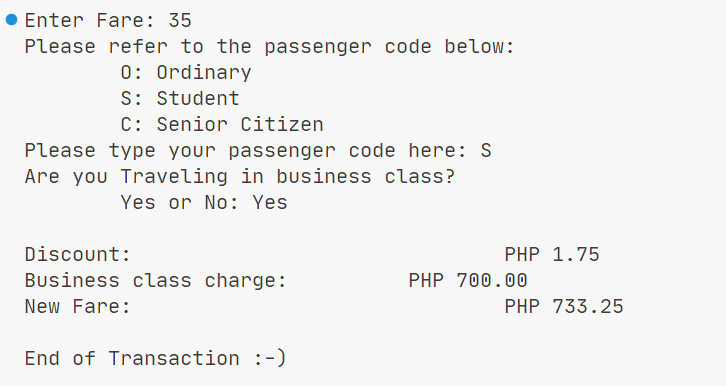 Enter Fare: 35
Please refer to the passenger code below:
        O: Ordinary
        S: Student
        C: Senior Citizen
Please type your passenger code here: S
Are you Traveling in business class?
        Yes or No: Yes

Discount:                               PHP 1.75
Business class charge:          PHP 700.00
New Fare:                               PHP 733.25

End of Transaction :-)